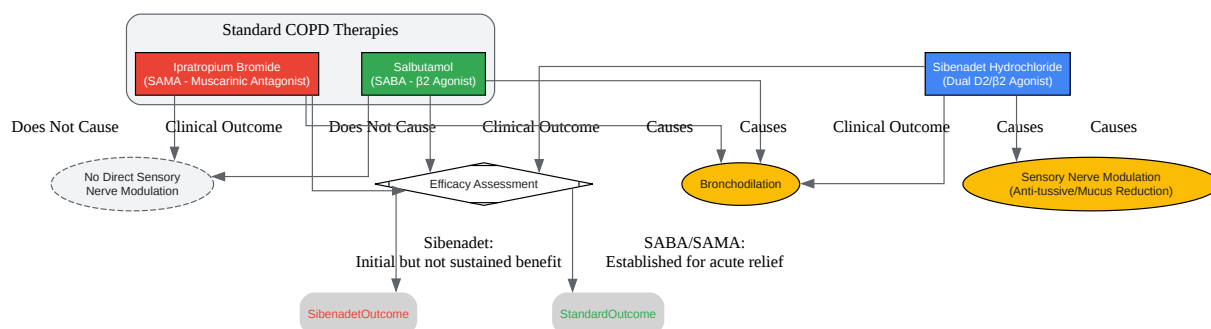 Standard COPD Therapies
Ipratropium Bromide
(SAMA - Muscarinic Antagonist)
Salbutamol
(SABA - β2 Agonist)
Sibenadet Hydrochloride
(Dual D2/β2 Agonist)
Does Not Cause
Clinical Outcome
Does Not Cause
Clinical Outcome
Causes
Causes
Clinical Outcome
Causes
Causes
No Direct Sensory
Nerve Modulation
Efficacy Assessment
Bronchodilation
Sensory Nerve Modulation
(Anti-tussive/Mucus Reduction)
Sibenadet:
Initial but not sustained benefit
SABA/SAMA:
Established for acute relief
SibenadetOutcome
StandardOutcome